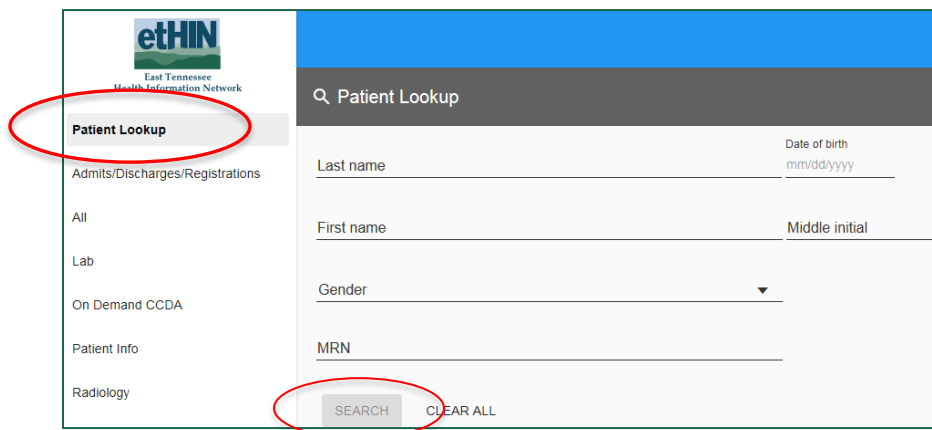 etHIN
East Tennessee
Health Information Network
Patient Lookup
Admits/Discharges/Registrations
All
Lab
On Demand CCDA
Patient Info
Radiology
Patient Lookup
Last name
Date of birth
mm/dd/yyyy
First name
Middle initial
Gender
MRN
SEARCH CLEAR ALL